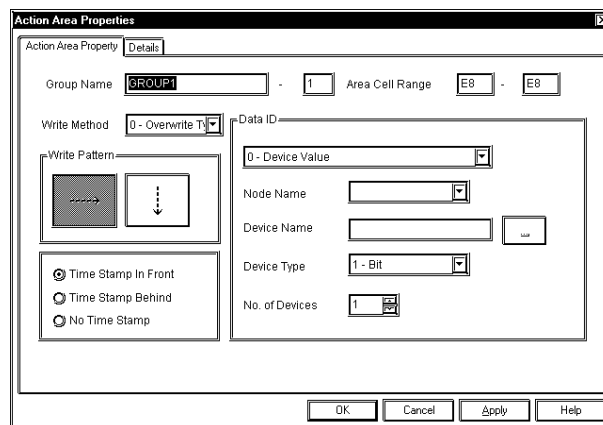 Action Area Properties
Action Area Property Details
Group Name GROUP1 - 1 Area Cell Range E8 - E8
Write Method 0 - Overwrite Ty
Data ID
Write Pattern
0 - Device Value
Node Name
Device Name ...
Device Type 1 - Bit
Time Stamp In Front
Time Stamp Behind
No. of Devices 1
No Time Stamp
OK Cancel Apply Help